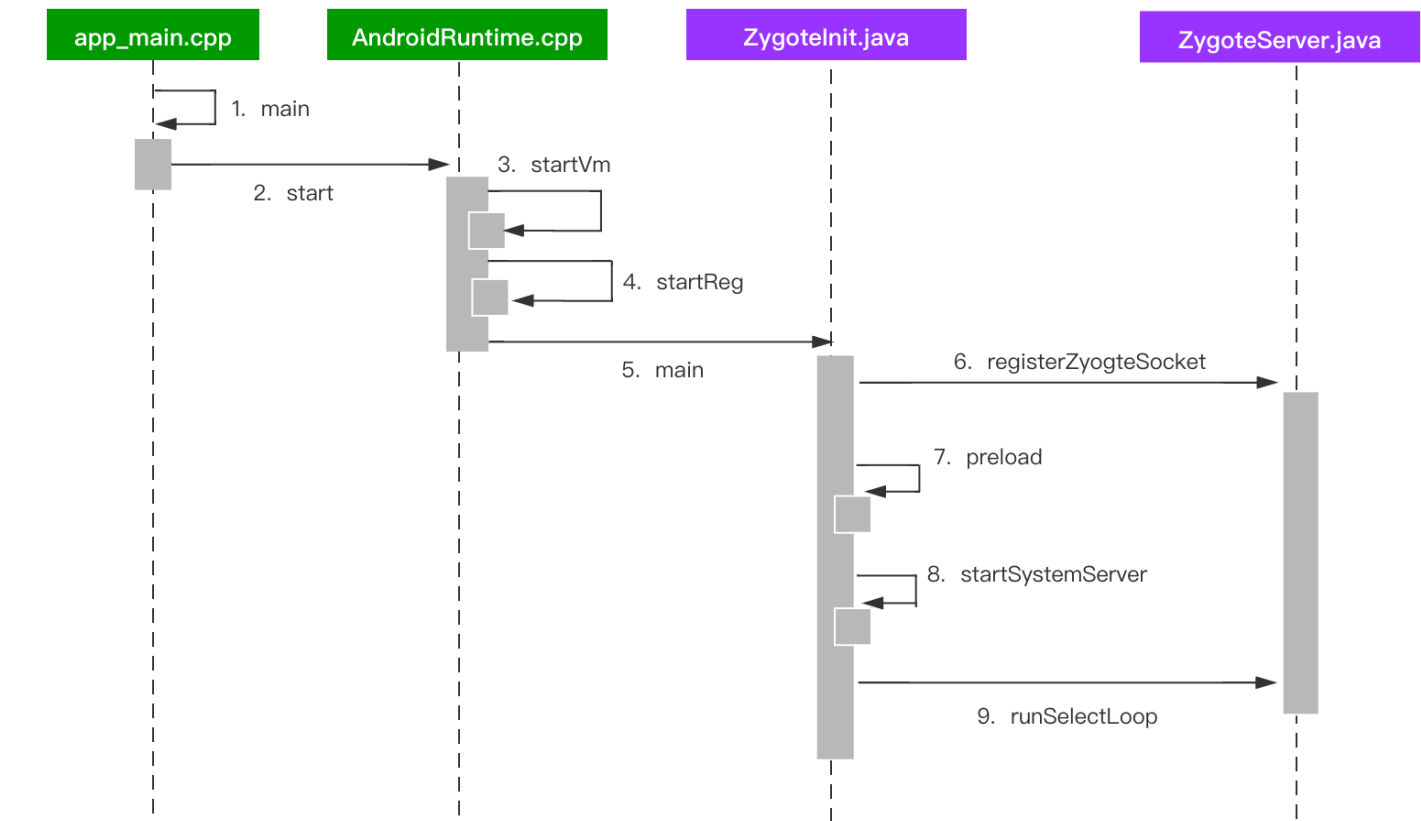 app_main.cpp
AndroidRuntime.cpp
ZygoteInit.java
ZygoteServer.java
1. main
2. start
3. startVm
4. startReg
5. main
6. registerZyogteSocket
7. preload
8. startSystemServer
9. runSelectLoop